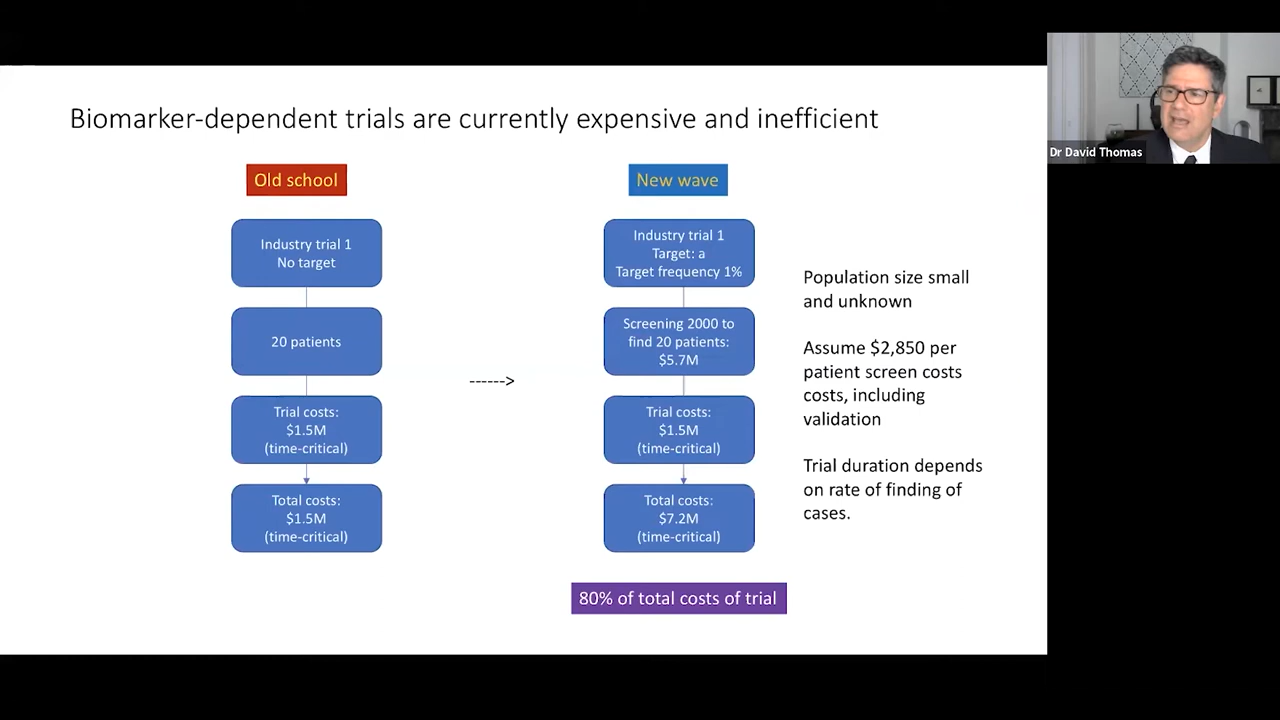 Biomarker-dependent trials are currently expensive and inefficient
Old school
Industry trial 1
No target
20 patients
Trial costs:
$1.5M
(time-critical)
Total costs:
$1.5M
(time-critical)
------>
New wave
Industry trial 1
Target: a
Target frequency 1%
Screening 2000 to
find 20 patients:
$5.7M
Trial costs:
$1.5M
(time-critical)
Total costs:
$7.2M
(time-critical)
80% of total costs of trial
Population size small
and unknown
Assume $2,850 per
patient screen costs
costs, including
validation
Trial duration depends
on rate of finding of
cases.
Dr David Thomas